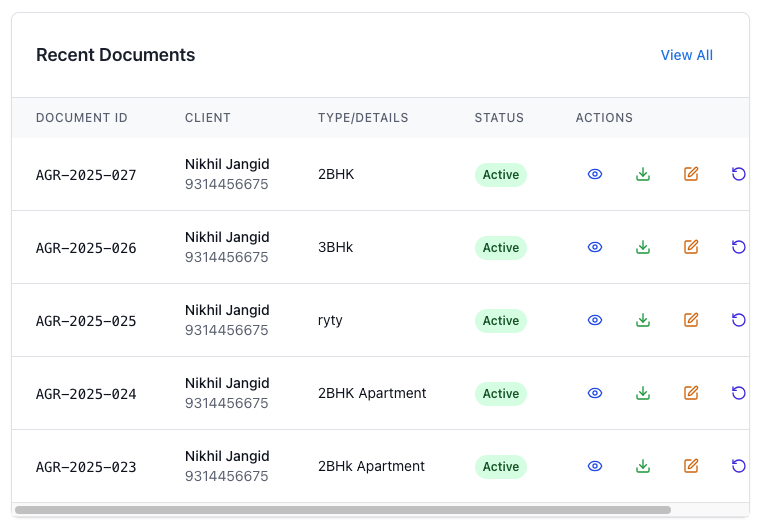 Recent Documents
View All
DOCUMENT ID CLIENT TYPE/DETAILS STATUS ACTIONS
AGR-2025-027 Nikhil Jangid 2BHK Active
9314456675
AGR-2025-026 Nikhil Jangid 3BHk Active
9314456675
AGR-2025-025 Nikhil Jangid ryty Active
9314456675
AGR-2025-024 Nikhil Jangid 2BHK Apartment Active
9314456675
AGR-2025-023 Nikhil Jangid 2BHk Apartment Active
9314456675